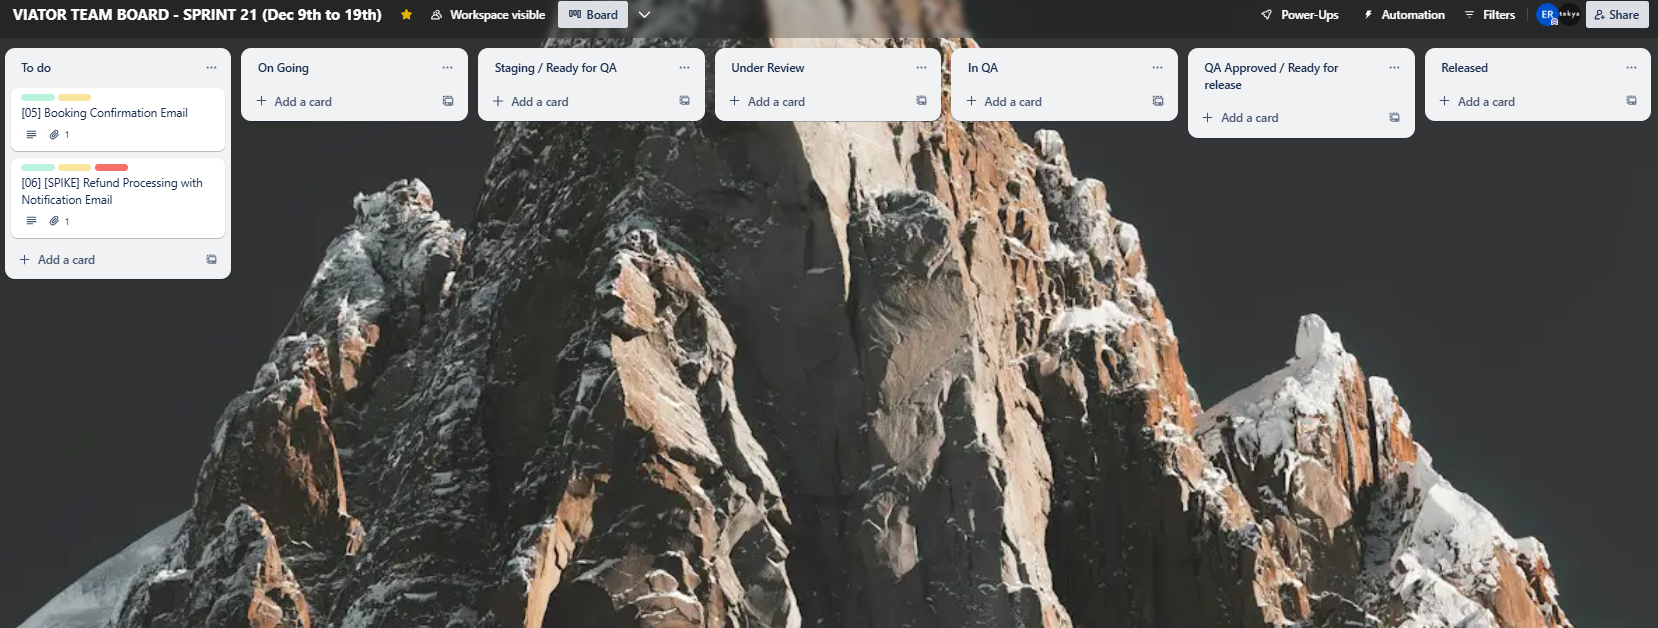 VIATOR TEAM BOARD - SPRINT 21 (Dec 9th to 19th)
Workspace visible
Board
Power-Ups
Automation
Filters
ER
tekya
Share
To do
[05] Booking Confirmation Email
1
[06] [SPIKE] Refund Processing with
Notification Email
1
+ Add a card
On Going
+ Add a card
Staging / Ready for QA
+ Add a card
Under Review
+ Add a card
In QA
+ Add a card
QA Approved / Ready for
release
+ Add a card
Released
+ Add a card